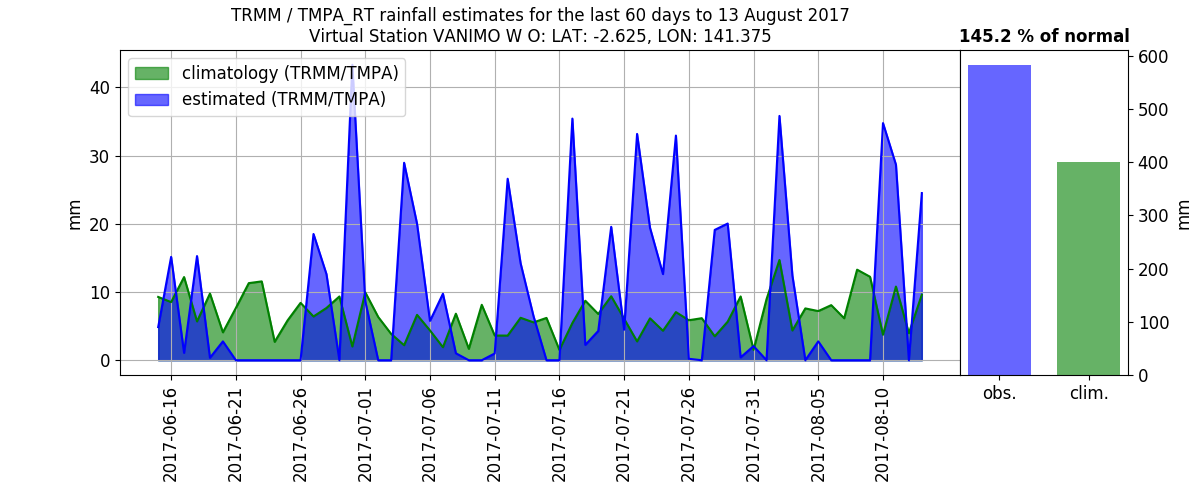 TRMM / TMPA_RT rainfall estimates for the last 60 days to 13 August 2017
Virtual Station VANIMO W O: LAT: -2.625, LON: 141.375
145.2 % of normal
climatology (TRMM/TMPA)
estimated (TRMM/TMPA)
mm
40
30
20
10
0
2017-06-16
2017-06-21
2017-06-26
2017-07-01
2017-07-06
2017-07-11
2017-07-16
2017-07-21
2017-07-26
2017-07-31
2017-08-05
2017-08-10
600
500
400
300
200
100
0
mm
obs.
clim.